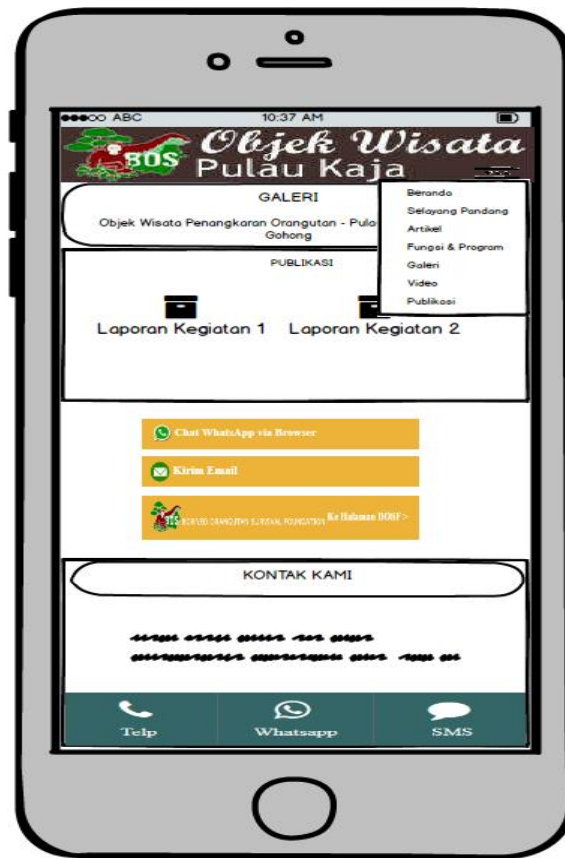 ABC 10:37 AM
BOS Objek Wisata
Pulau Kaja
GALERI
Objek Wisata Penangkaran Orangutan - Pulau
Gohong
Beranda
Selayang Pandang
Artikel
Fungsi & Program
Galeri
Video
Publikasi
PUBLIKASI
Laporan Kegiatan 1 Laporan Kegiatan 2
Chat WhatsApp via Browser
Kirim Email
BOS BORNEO ORANGUTAN SURVIVAL FOUNDATION Ke Halaman BOSF >
KONTAK KAMI
Telp Whatsapp SMS